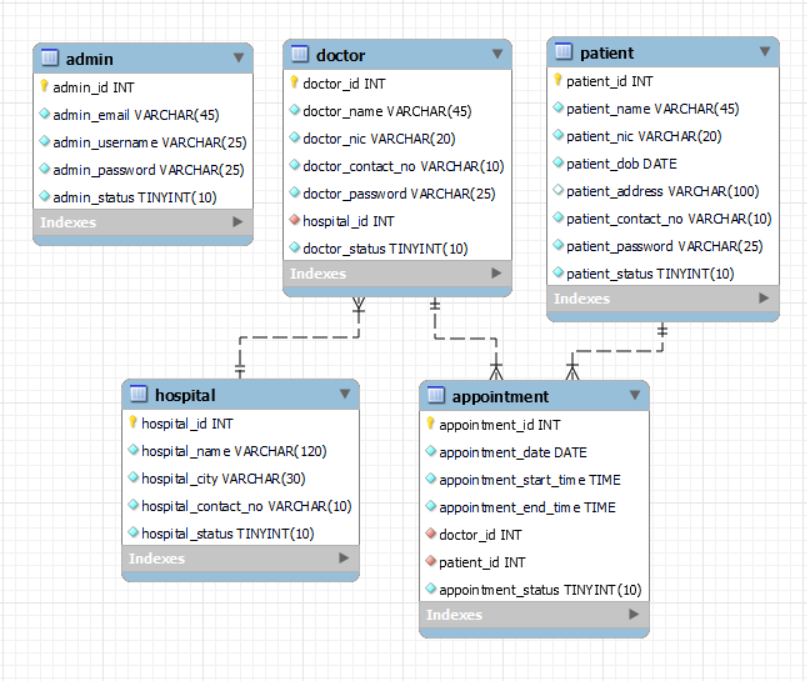 admin
admin_id INT
admin_email VARCHAR(45)
admin_username VARCHAR(25)
admin_password VARCHAR(25)
admin_status TINYINT(10)
Indexes
doctor
doctor_id INT
doctor_name VARCHAR(45)
doctor_nic VARCHAR(20)
doctor_contact_no VARCHAR(10)
doctor_password VARCHAR(25)
hospital_id INT
doctor_status TINYINT(10)
Indexes
patient
patient_id INT
patient_name VARCHAR(45)
patient_nic VARCHAR(20)
patient_dob DATE
patient_address VARCHAR(100)
patient_contact_no VARCHAR(10)
patient_password VARCHAR(25)
patient_status TINYINT(10)
Indexes
hospital
hospital_id INT
hospital_name VARCHAR(120)
hospital_city VARCHAR(30)
hospital_contact_no VARCHAR(10)
hospital_status TINYINT(10)
Indexes
appointment
appointment_id INT
appointment_date DATE
appointment_start_time TIME
appointment_end_time TIME
doctor_id INT
patient_id INT
appointment_status TINYINT(10)
Indexes